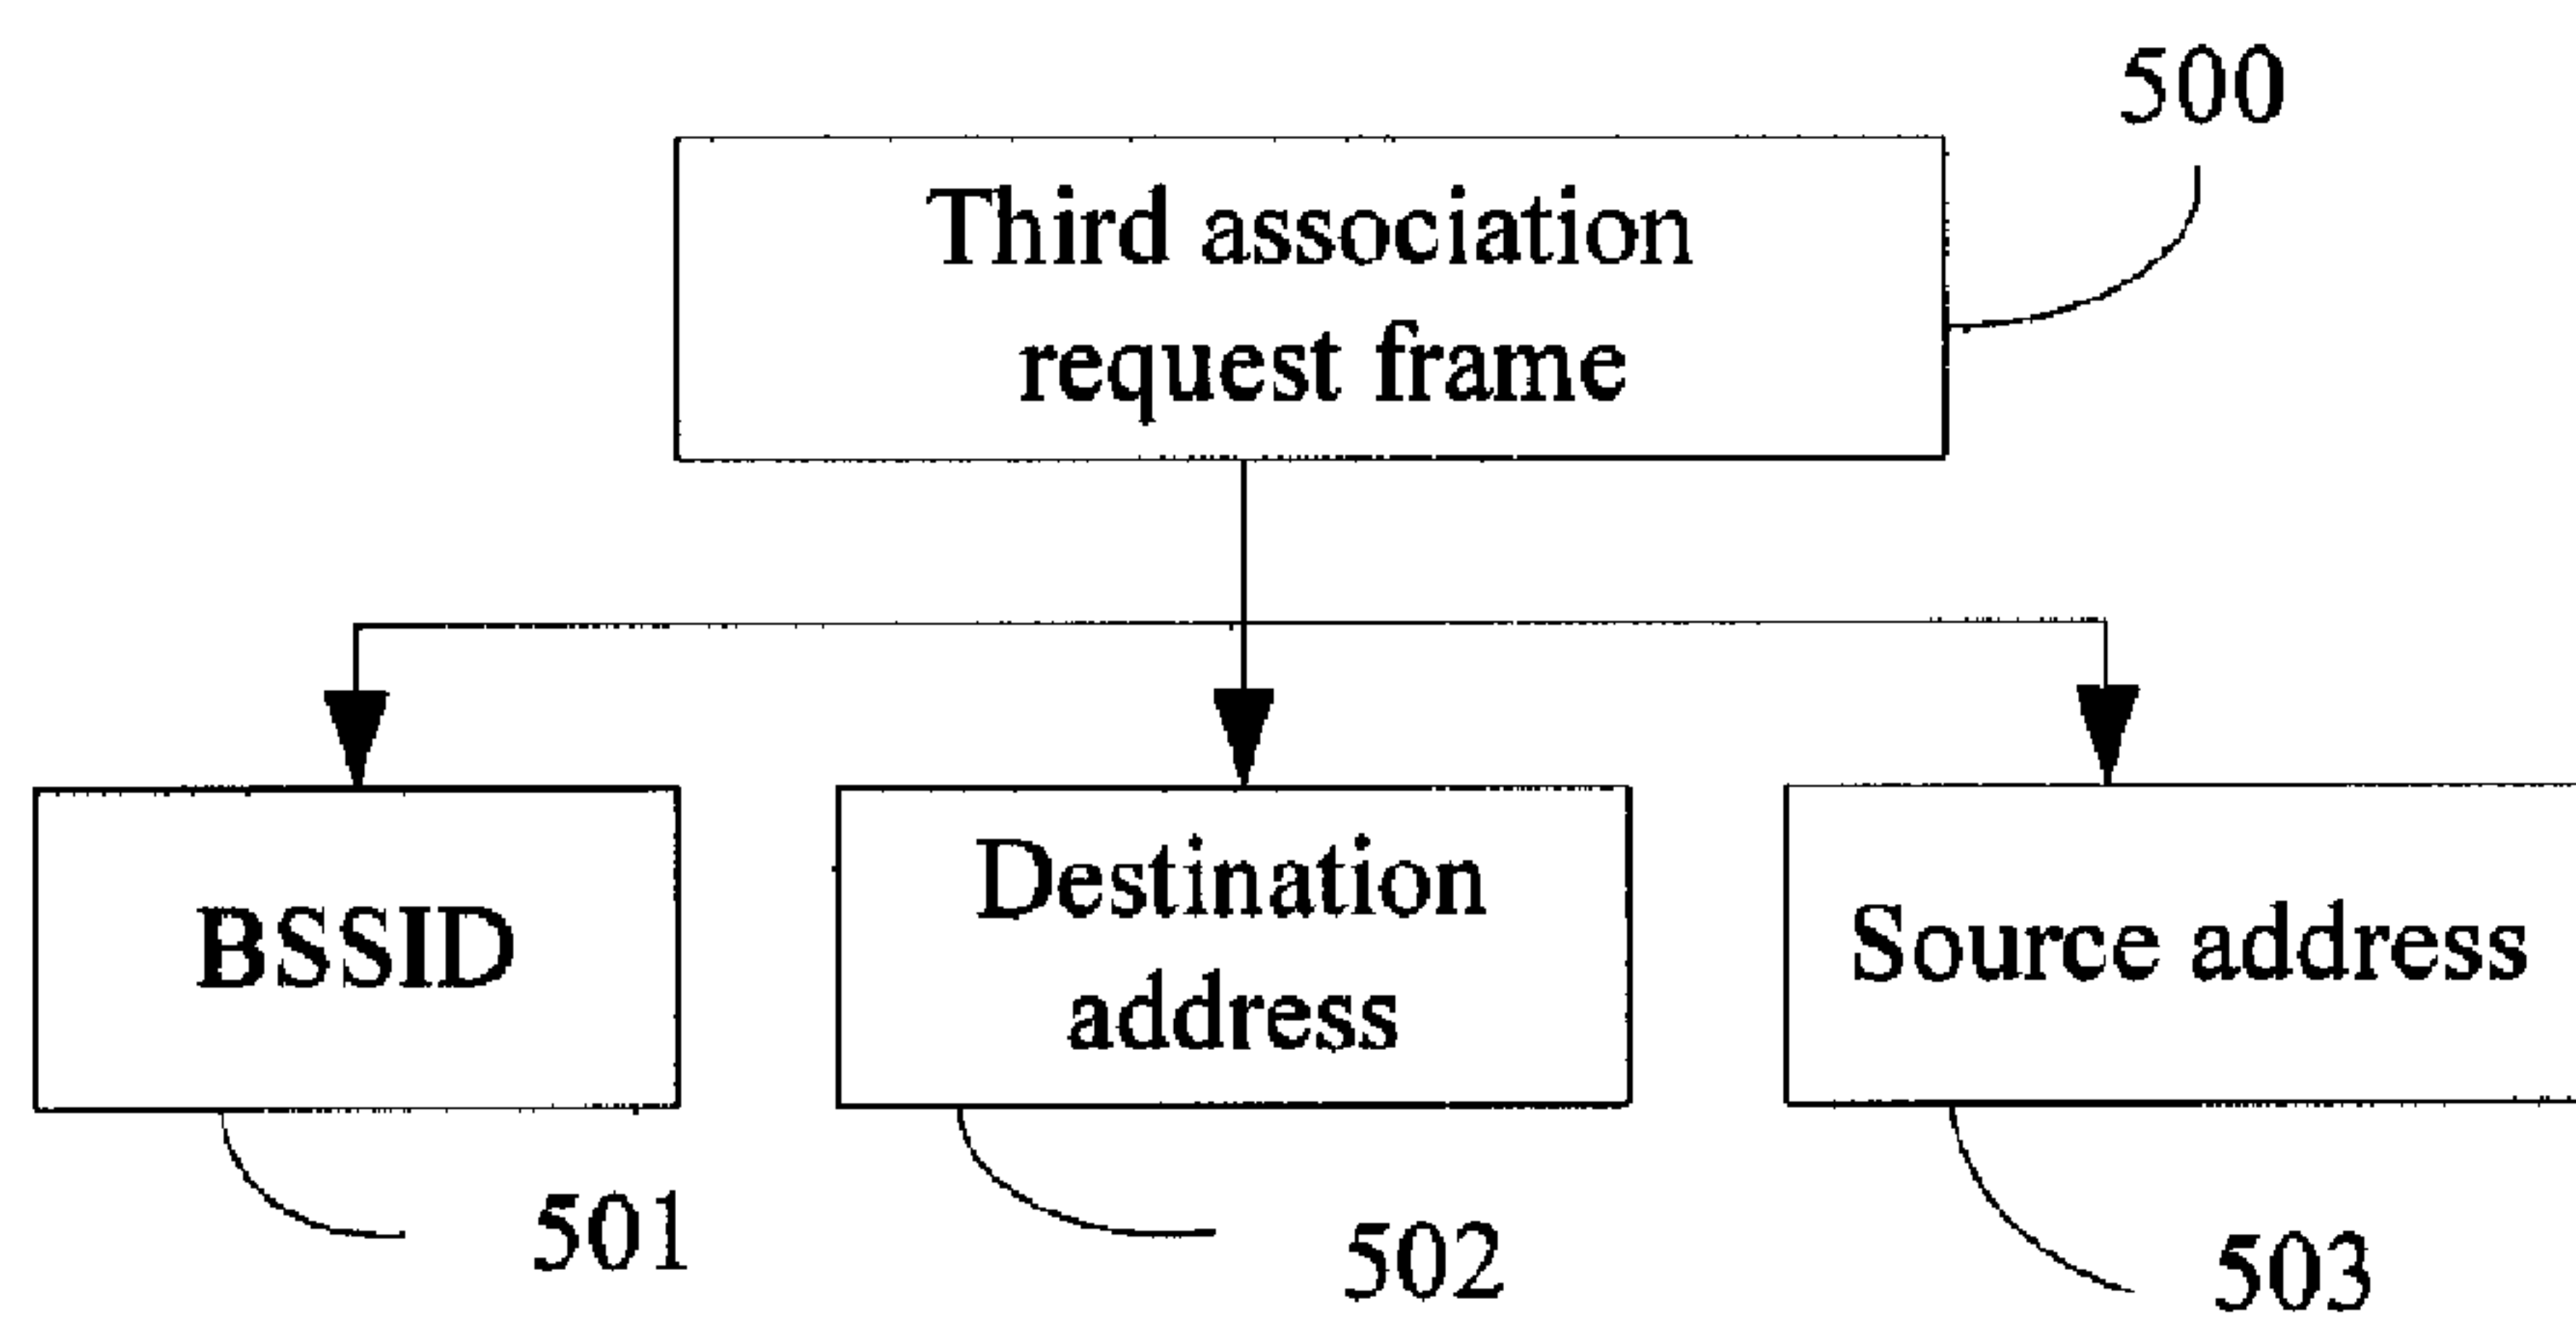 500
Third association
request frame
BSSID
Destination
address
Source address
501
502
503